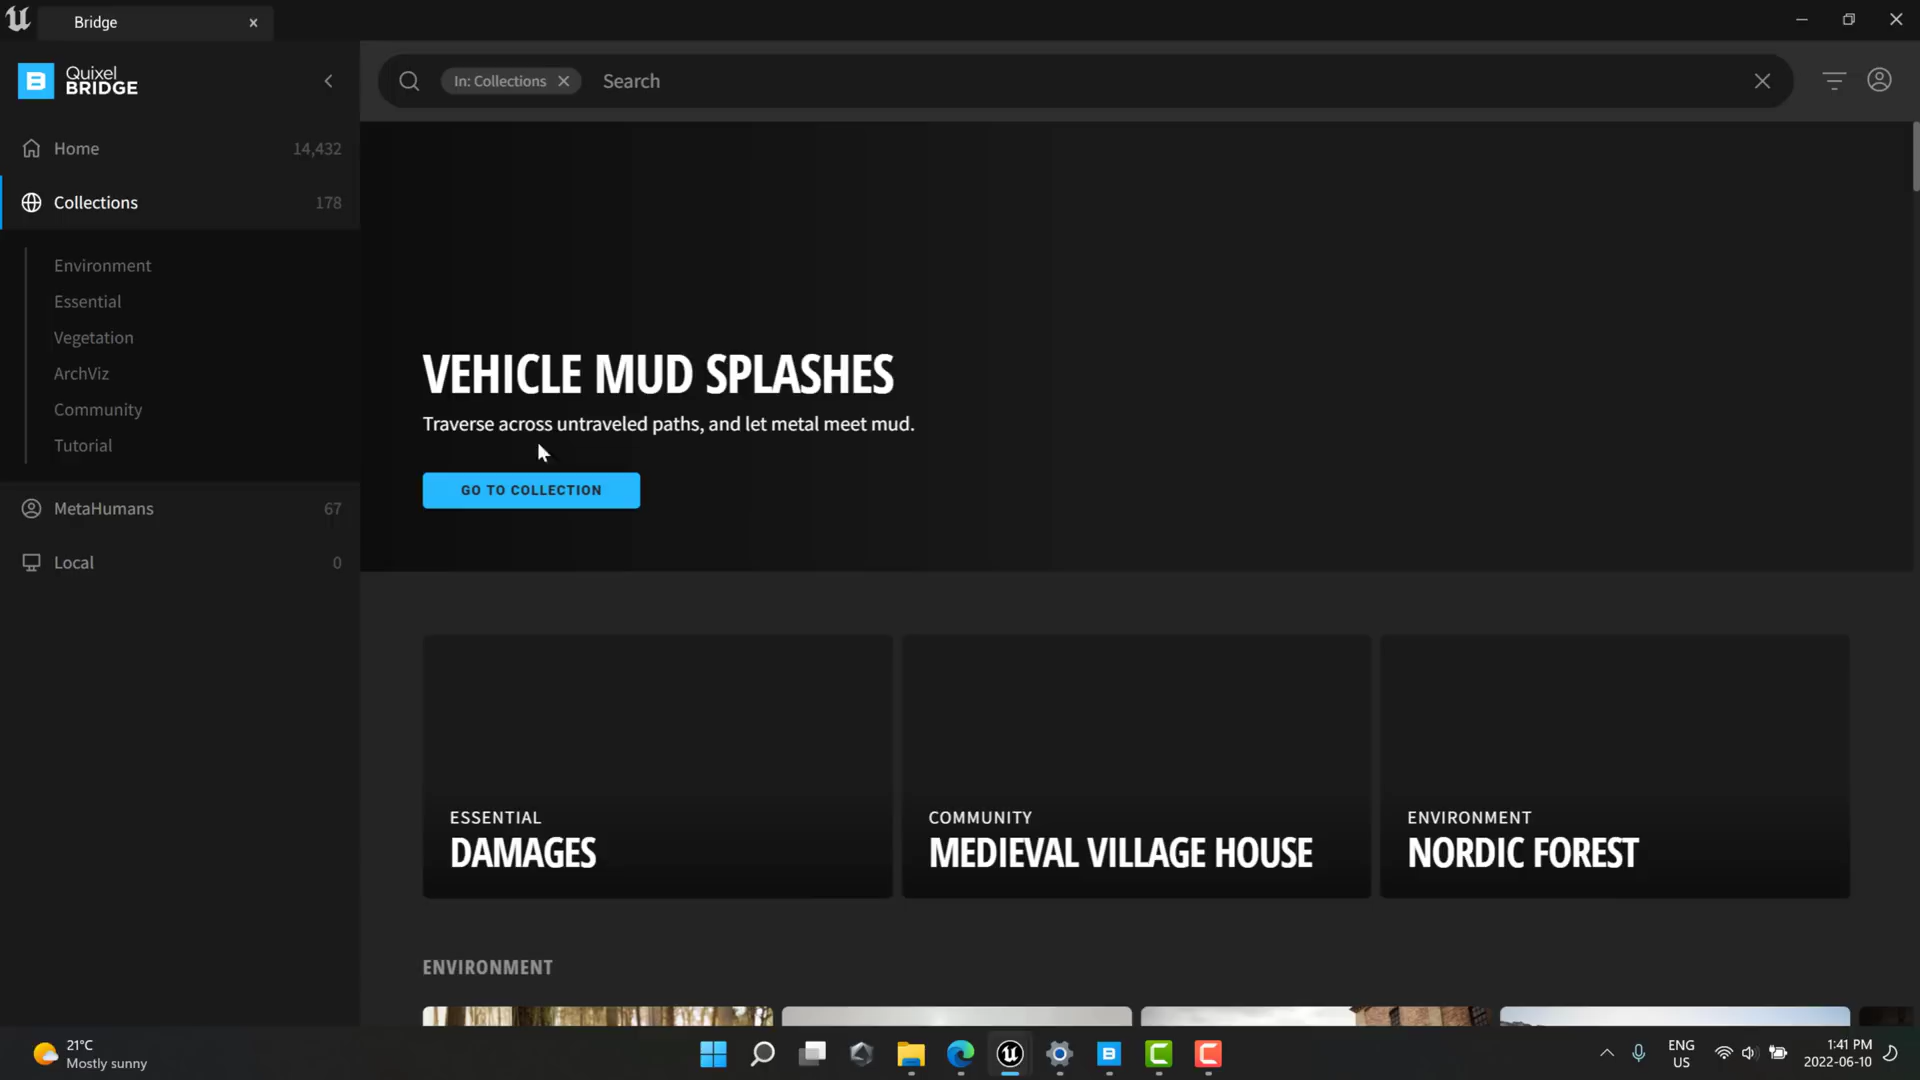 Bridge
Quixel
BRIDGE
In: Collections
Search
Home
14,432
Collections
178
Environment
Essential
Vegetation
ArchViz
Community
Tutorial
MetaHumans
67
Local
0
VEHICLE MUD SPLASHES
Traverse across untraveled paths, and let metal meet mud.
GO TO COLLECTION
ESSENTIAL
DAMAGES
COMMUNITY
MEDIEVAL VILLAGE HOUSE
ENVIRONMENT
NORDIC FOREST
ENVIRONMENT
21°C
Mostly sunny
ENG
US
1:41 PM
2022-06-10